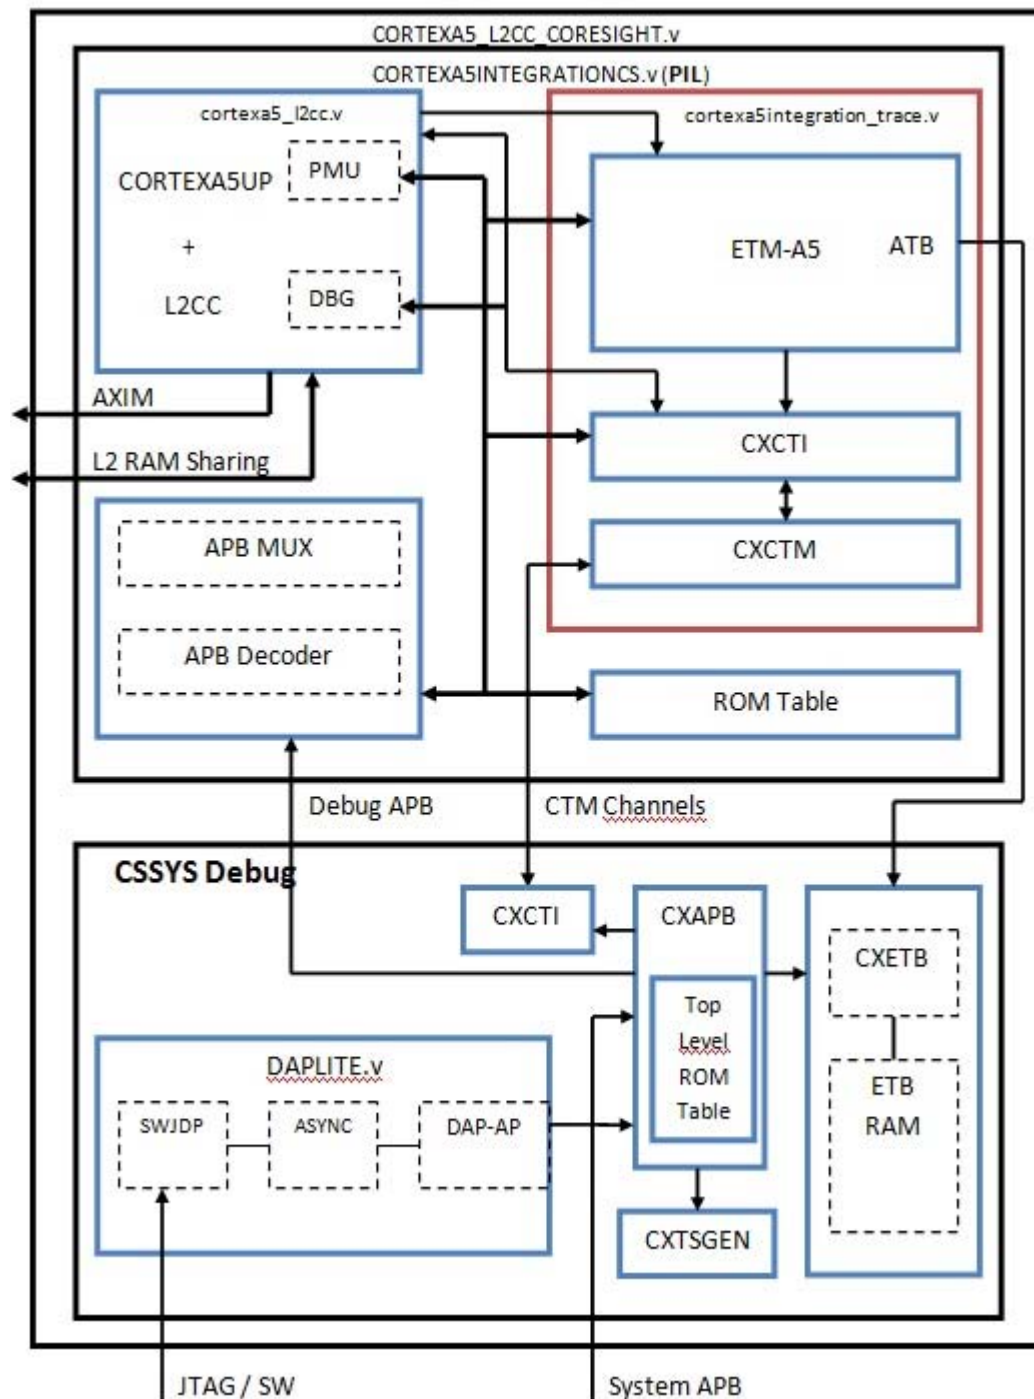 CORTEXA5_L2CC_CORESIGHT.v
CORTEXA5INTEGRATIONCS.v (PIL)
cortexa5_l2cc.v
PMU
CORTEXA5UP
+
L2CC
DBG
cortexa5integration_trace.v
ETM-A5
ATB
AXIM
L2 RAM Sharing
CXCTI
CXCTM
APB MUX
APB Decoder
ROM Table
Debug APB
CTM Channels
CSSYS Debug
CXCTI
CXAPB
Top
Level
ROM
Table
CXETB
ETB
RAM
DAPLITE.v
SWJDP
ASYNC
DAP-AP
CXTSGEN
JTAG / SW
System APB